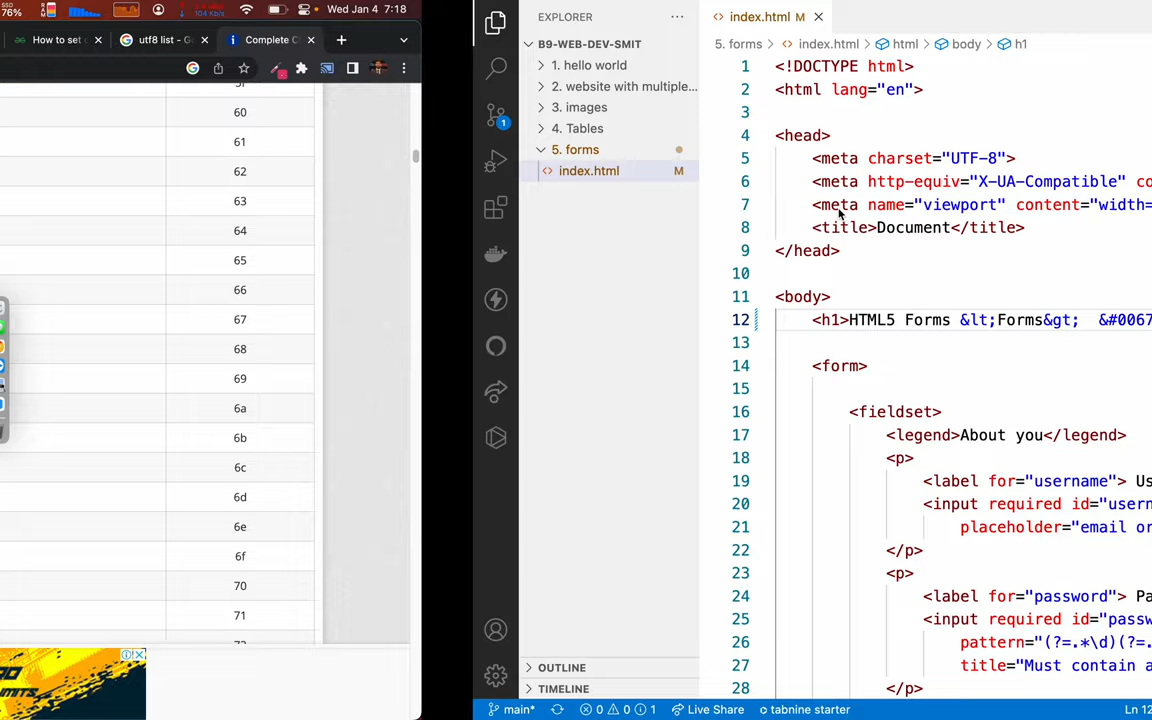 SSO
76%
104 Kb/s
Wed Jan 4 7:18
How to set
utf8 list - G
Complete C
60
61
62
63
64
65
66
67
68
69
6a
6b
6c
6d
6e
6f
70
71
EXPLORER
B9-WEB-DEV-SMIT
1. hello world
2. website with multiple...
3. images
4. Tables
5. forms
index.html M
1
OUTLINE
TIMELINE
index.html M
5. forms index.html html body h1
1 <!DOCTYPE html>
2 <html lang="en">
3
4 <head>
5 <meta charset="UTF-8">
6 <meta http-equiv="X-UA-Compatible" co
7 <meta name="viewport" content="width=
8 <title>Document</title>
9 </head>
10
11 <body>
12 <h1>HTML5 Forms &lt;Forms&gt; &#0067
13
14 <form>
15
16 <fieldset>
17 <legend>About you</legend>
18 <p>
19 <label for="username"> Us
20 <input required id="usern
21 placeholder="email or
22 </p>
23 <p>
24 <label for="password"> Pa
25 <input required id="passw
26 pattern="(?=.*\d)(?=.
27 title="Must contain a
28 </p>
main* 0 0 1 Live Share tabnine starter Ln 12